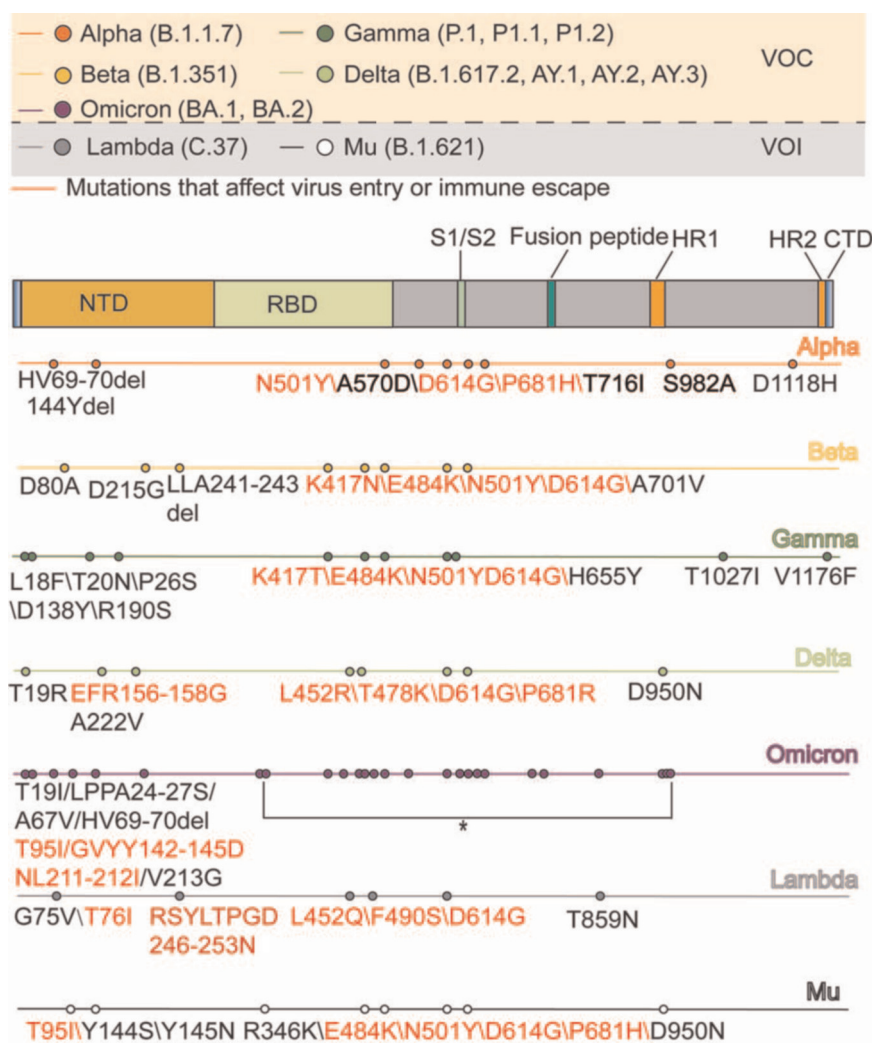 Alpha (B.1.1.7) Gamma (P.1, P1.1, P1.2)
VOC
Beta (B.1.351) Delta (B.1.617.2, AY.1, AY.2, AY.3)
Omicron (BA.1, BA.2)
Lambda (C.37) Mu (B.1.621) VOI
Mutations that affect virus entry or immune escape
S1/S2 Fusion peptide HR1 HR2 CTD
NTD RBD
Alpha
HV69-70del N501Y\A570D\D614G\P681H\T716I S982A D1118H
144Ydel
Beta
D80A D215G LLA241-243 K417N\E484K\N501Y\D614G\A701V
del
Gamma
L18F\T20N\P26S K417T\E484K\N501YD614G\H655Y T1027I V1176F
\D138Y\R190S
Delta
T19R EFR156-158G L452R\T478K\D614G\P681R D950N
A222V
Omicron
T19I/LPPA24-27S/
A67V/HV69-70del *
T95I/GVYY142-145D
NL211-212I/V213G
Lambda
G75V\T76I RSYLTPGD L452Q\F490S\D614G T859N
246-253N
Mu
T95I\Y144S\Y145N R346K\E484K\N501Y\D614G\P681H\D950N